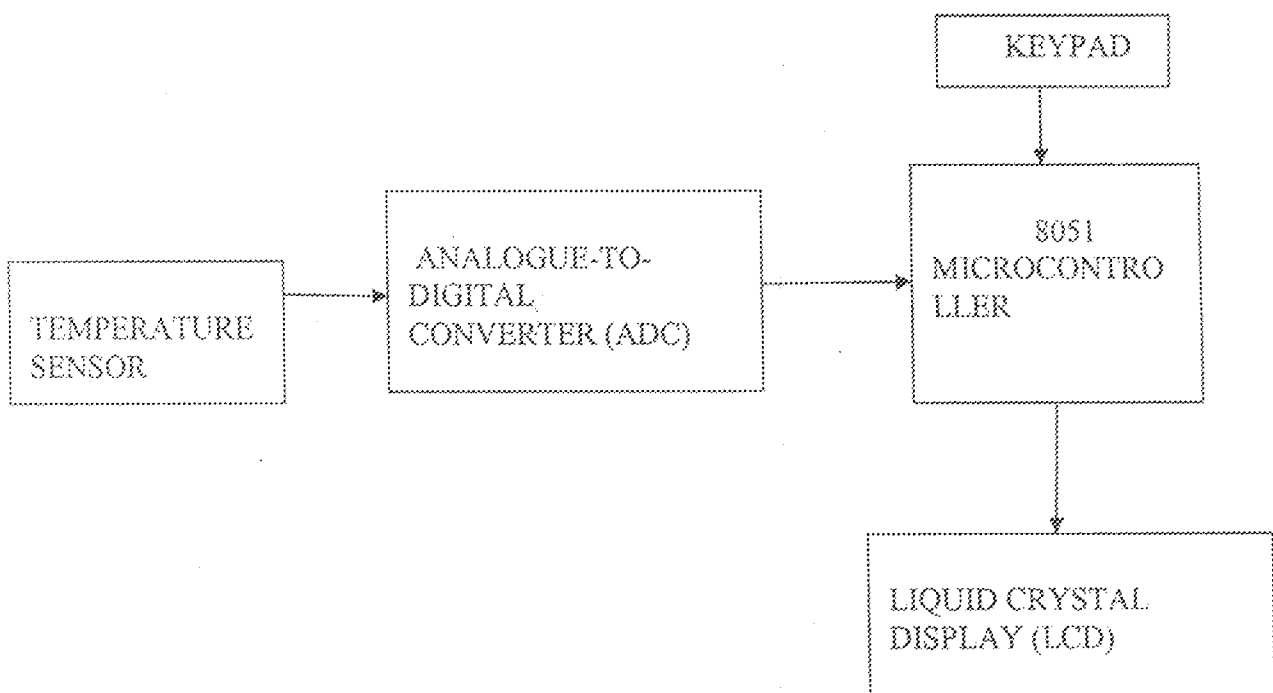 KEYPAD
8051
MICROCONTRO
LLER
ANALOGUE-TO-
DIGITAL
CONVERTER (ADC)
TEMPERATURE
SENSOR
LIQUID CRYSTAL
DISPLAY (LCD)